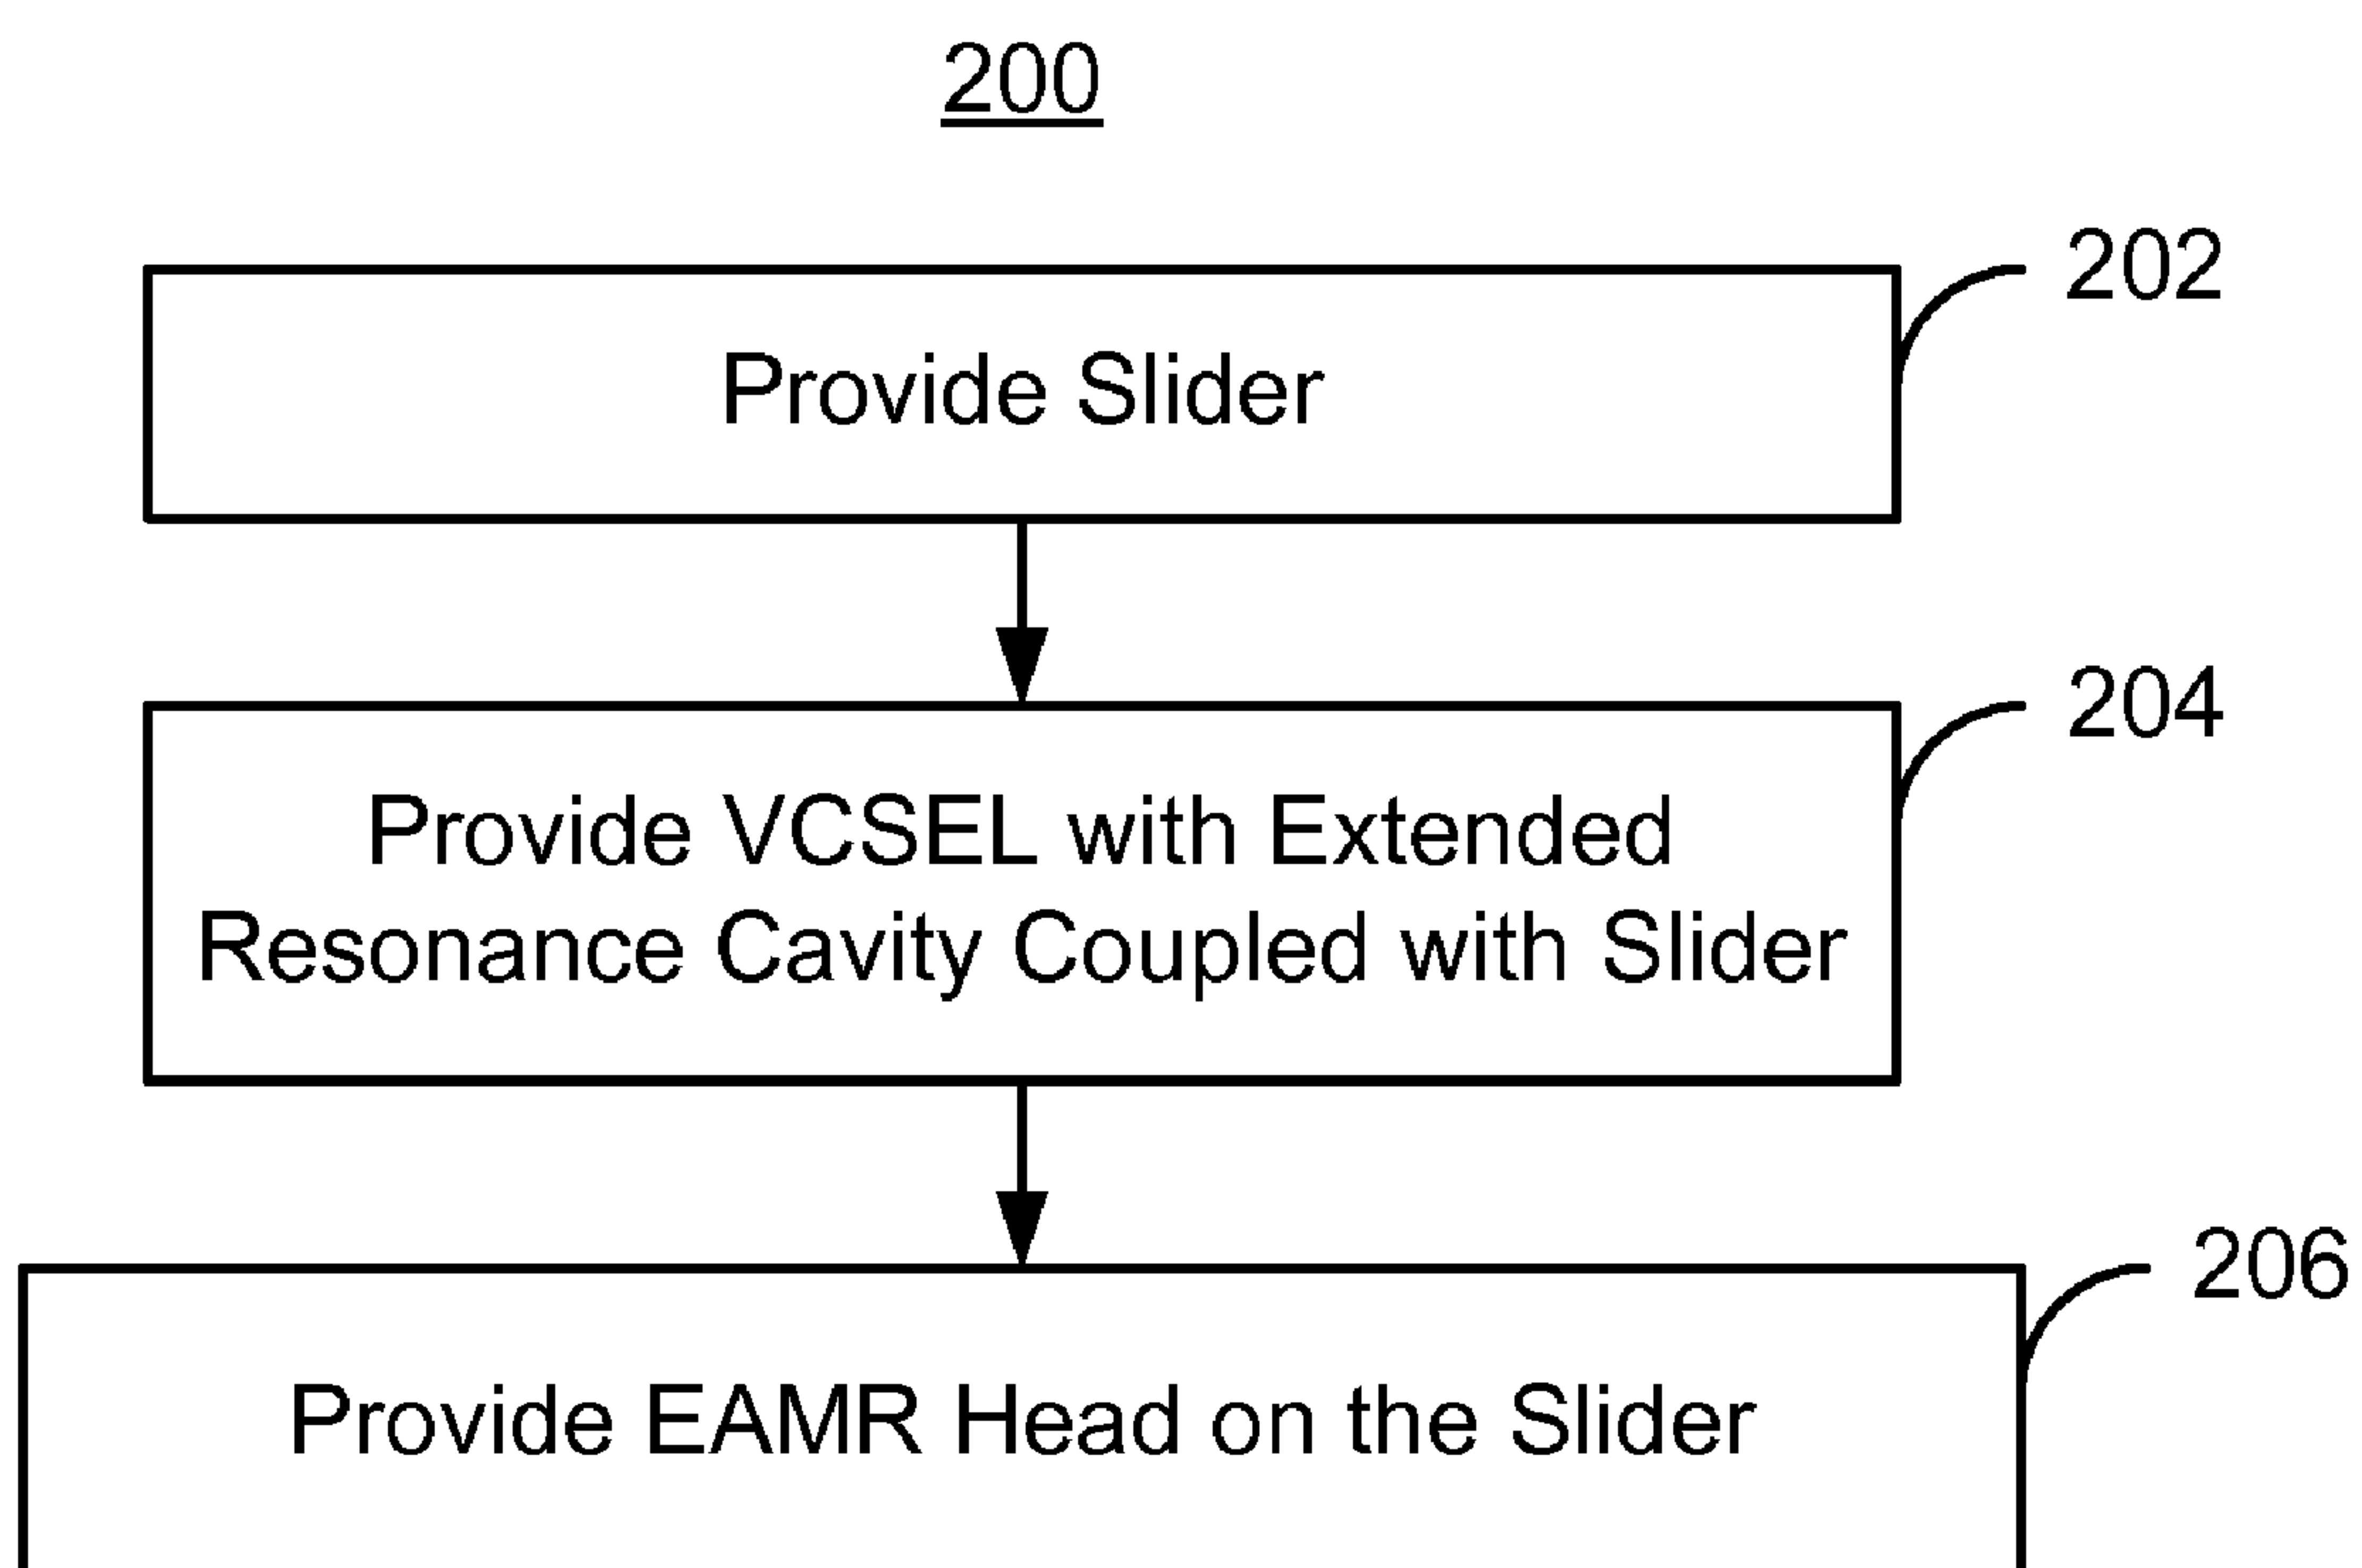 200
202
Provide Slider
204
Provide VCSEL with Extended
Resonance Cavity Coupled with Slider
206
Provide EAMR Head on the Slider